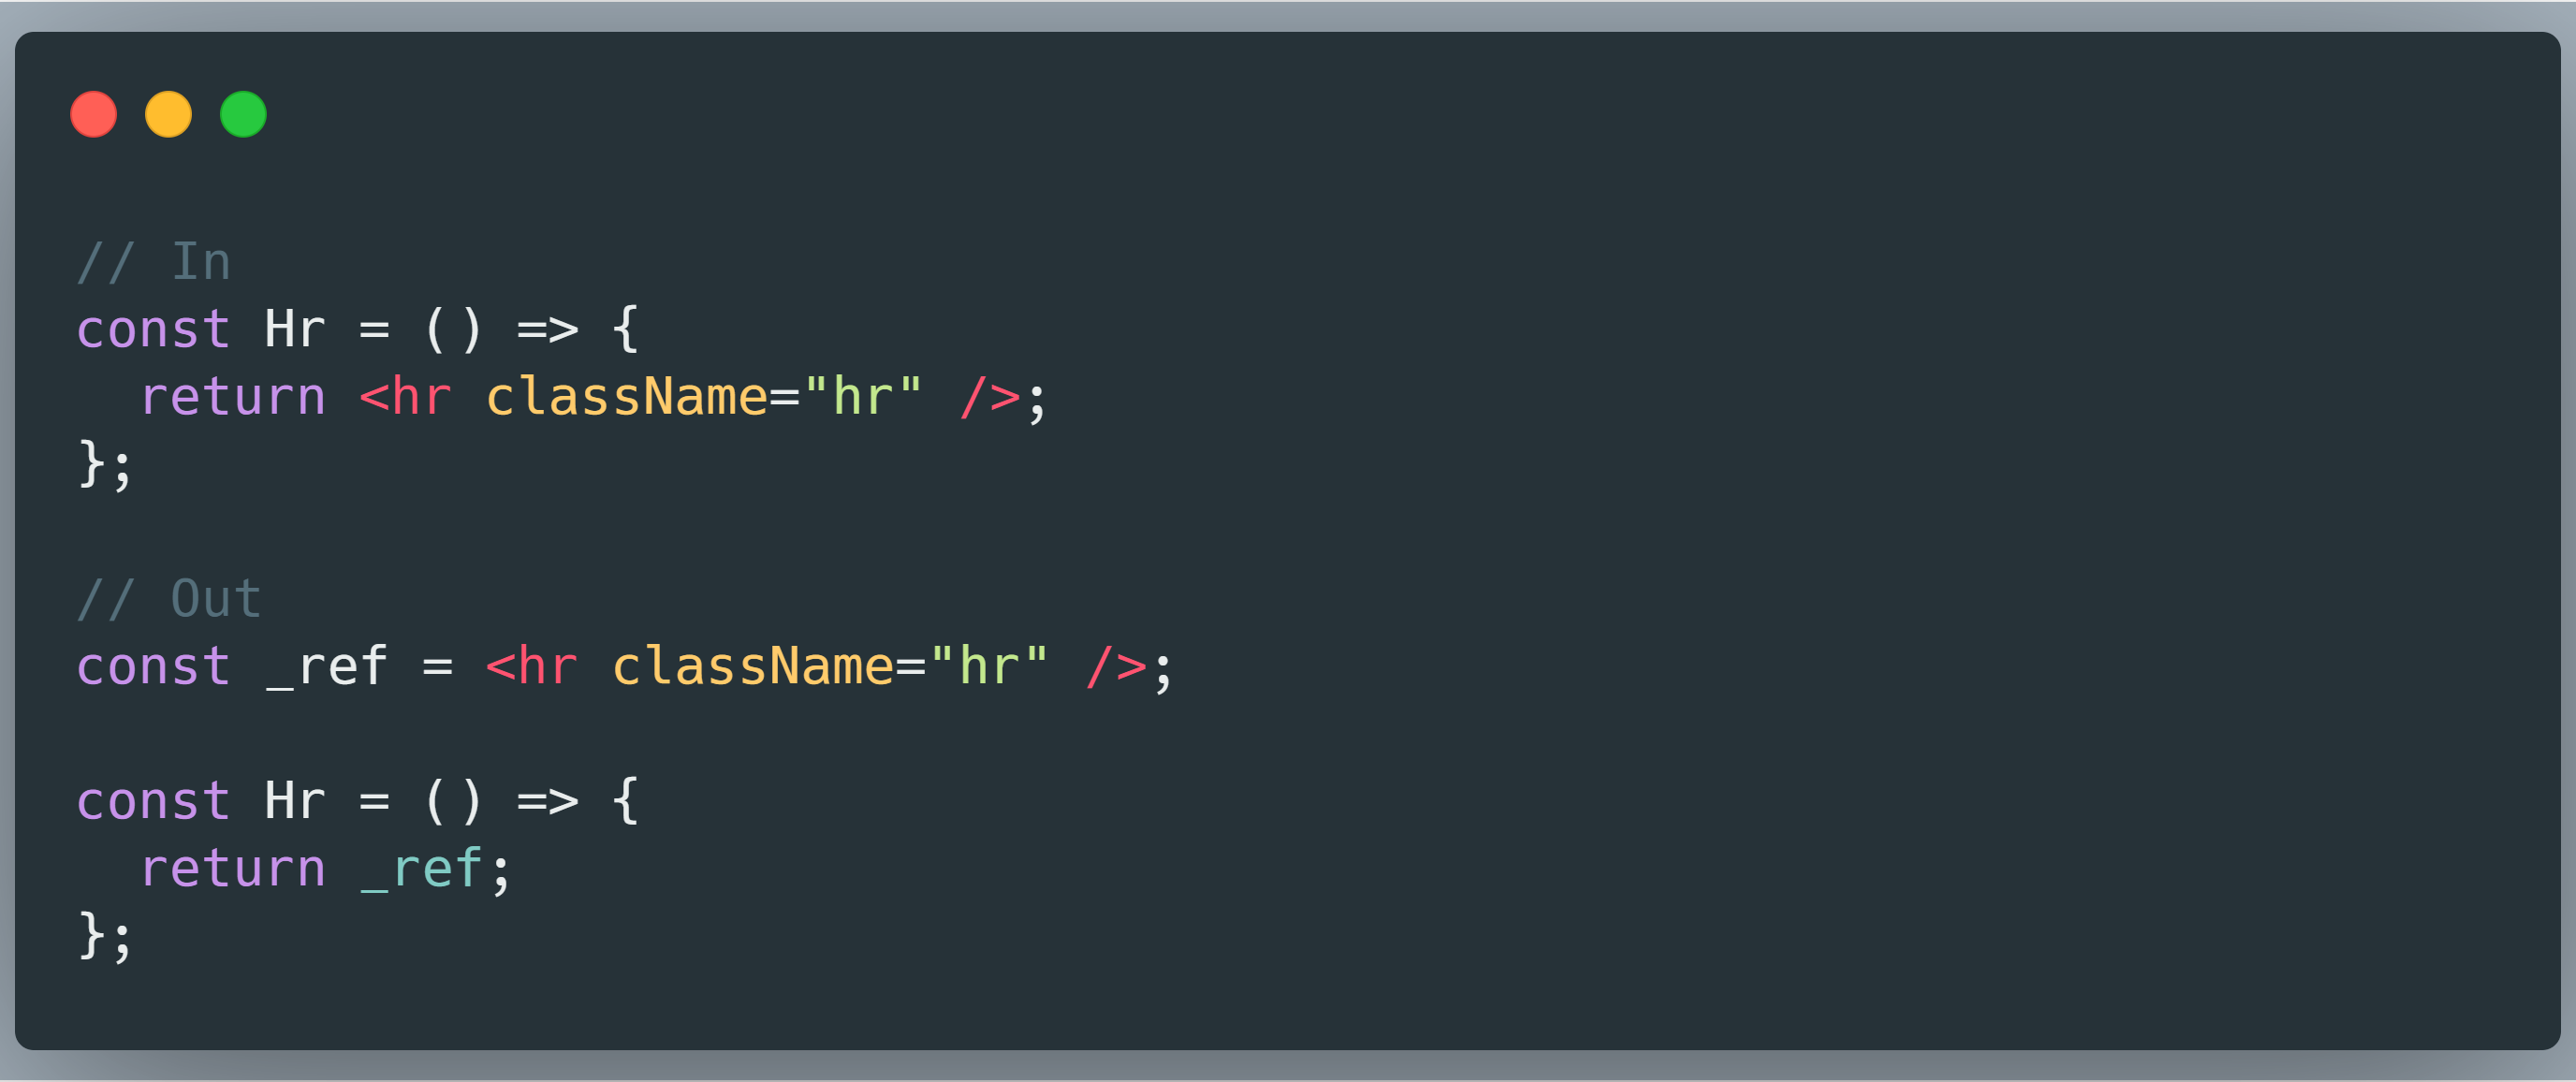 // In
const Hr = () => {
  return <hr className="hr" />;
};

// Out
const _ref = <hr className="hr" />;

const Hr = () => {
  return _ref;
};